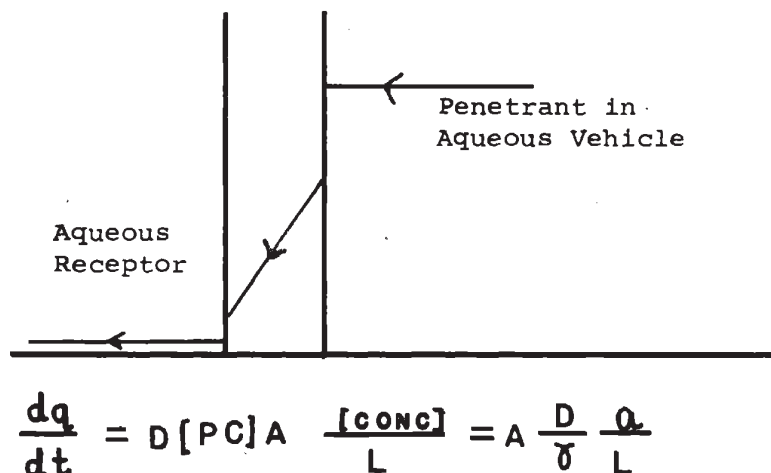 Penetrant in
Aqueous Vehicle
Aqueous
Receptor
dq/dt = D[PC]A [CONC]/L = A D/γ a/L